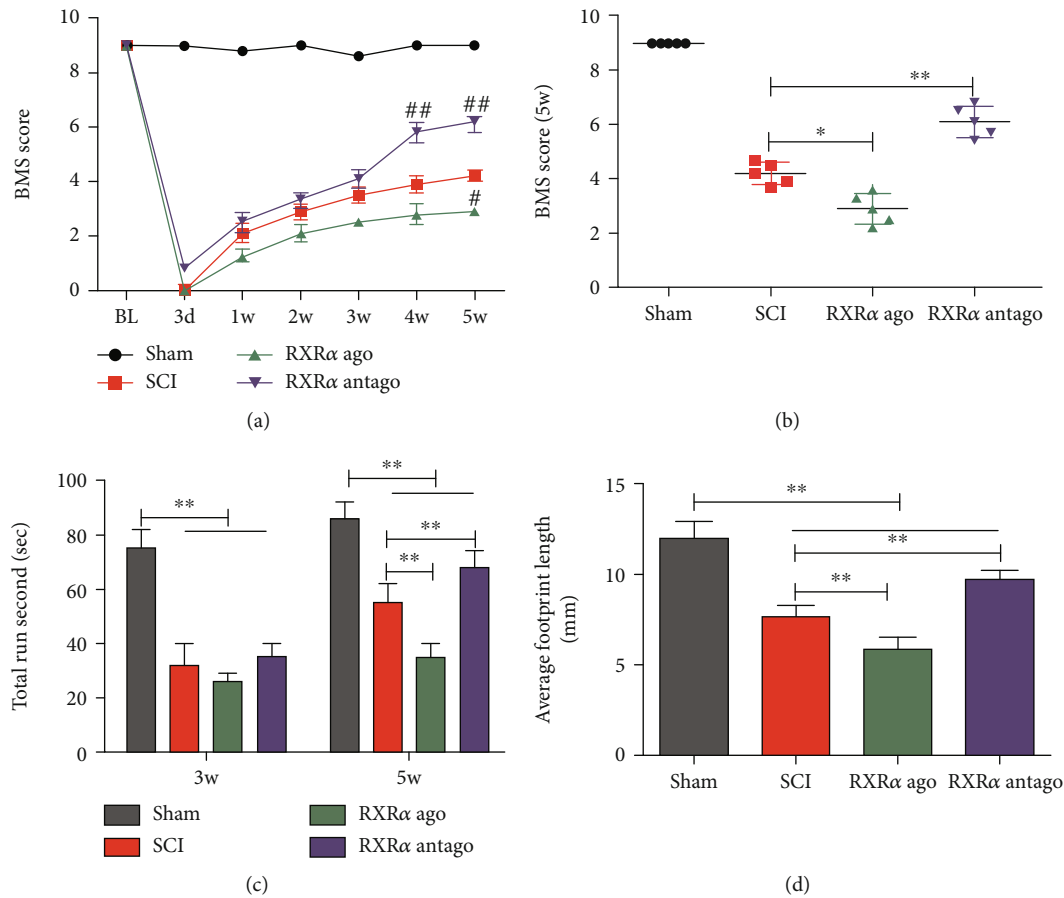 10
8
6
4
2
0
BMS score
##
##
#
BL 3d 1w 2w 3w 4w 5w
Sham
SCI
RXRα ago
RXRα antago
(a)
10
8
6
4
2
0
BMS score (5w)
**
*
Sham SCI RXRα ago RXRα antago
(b)
100
80
60
40
20
0
Total run second (sec)
**
**
**
**
3w 5w
Sham
SCI
RXRα ago
RXRα antago
(c)
15
10
5
0
Average footprint length
(mm)
**
**
**
Sham SCI RXRα ago RXRα antago
(d)